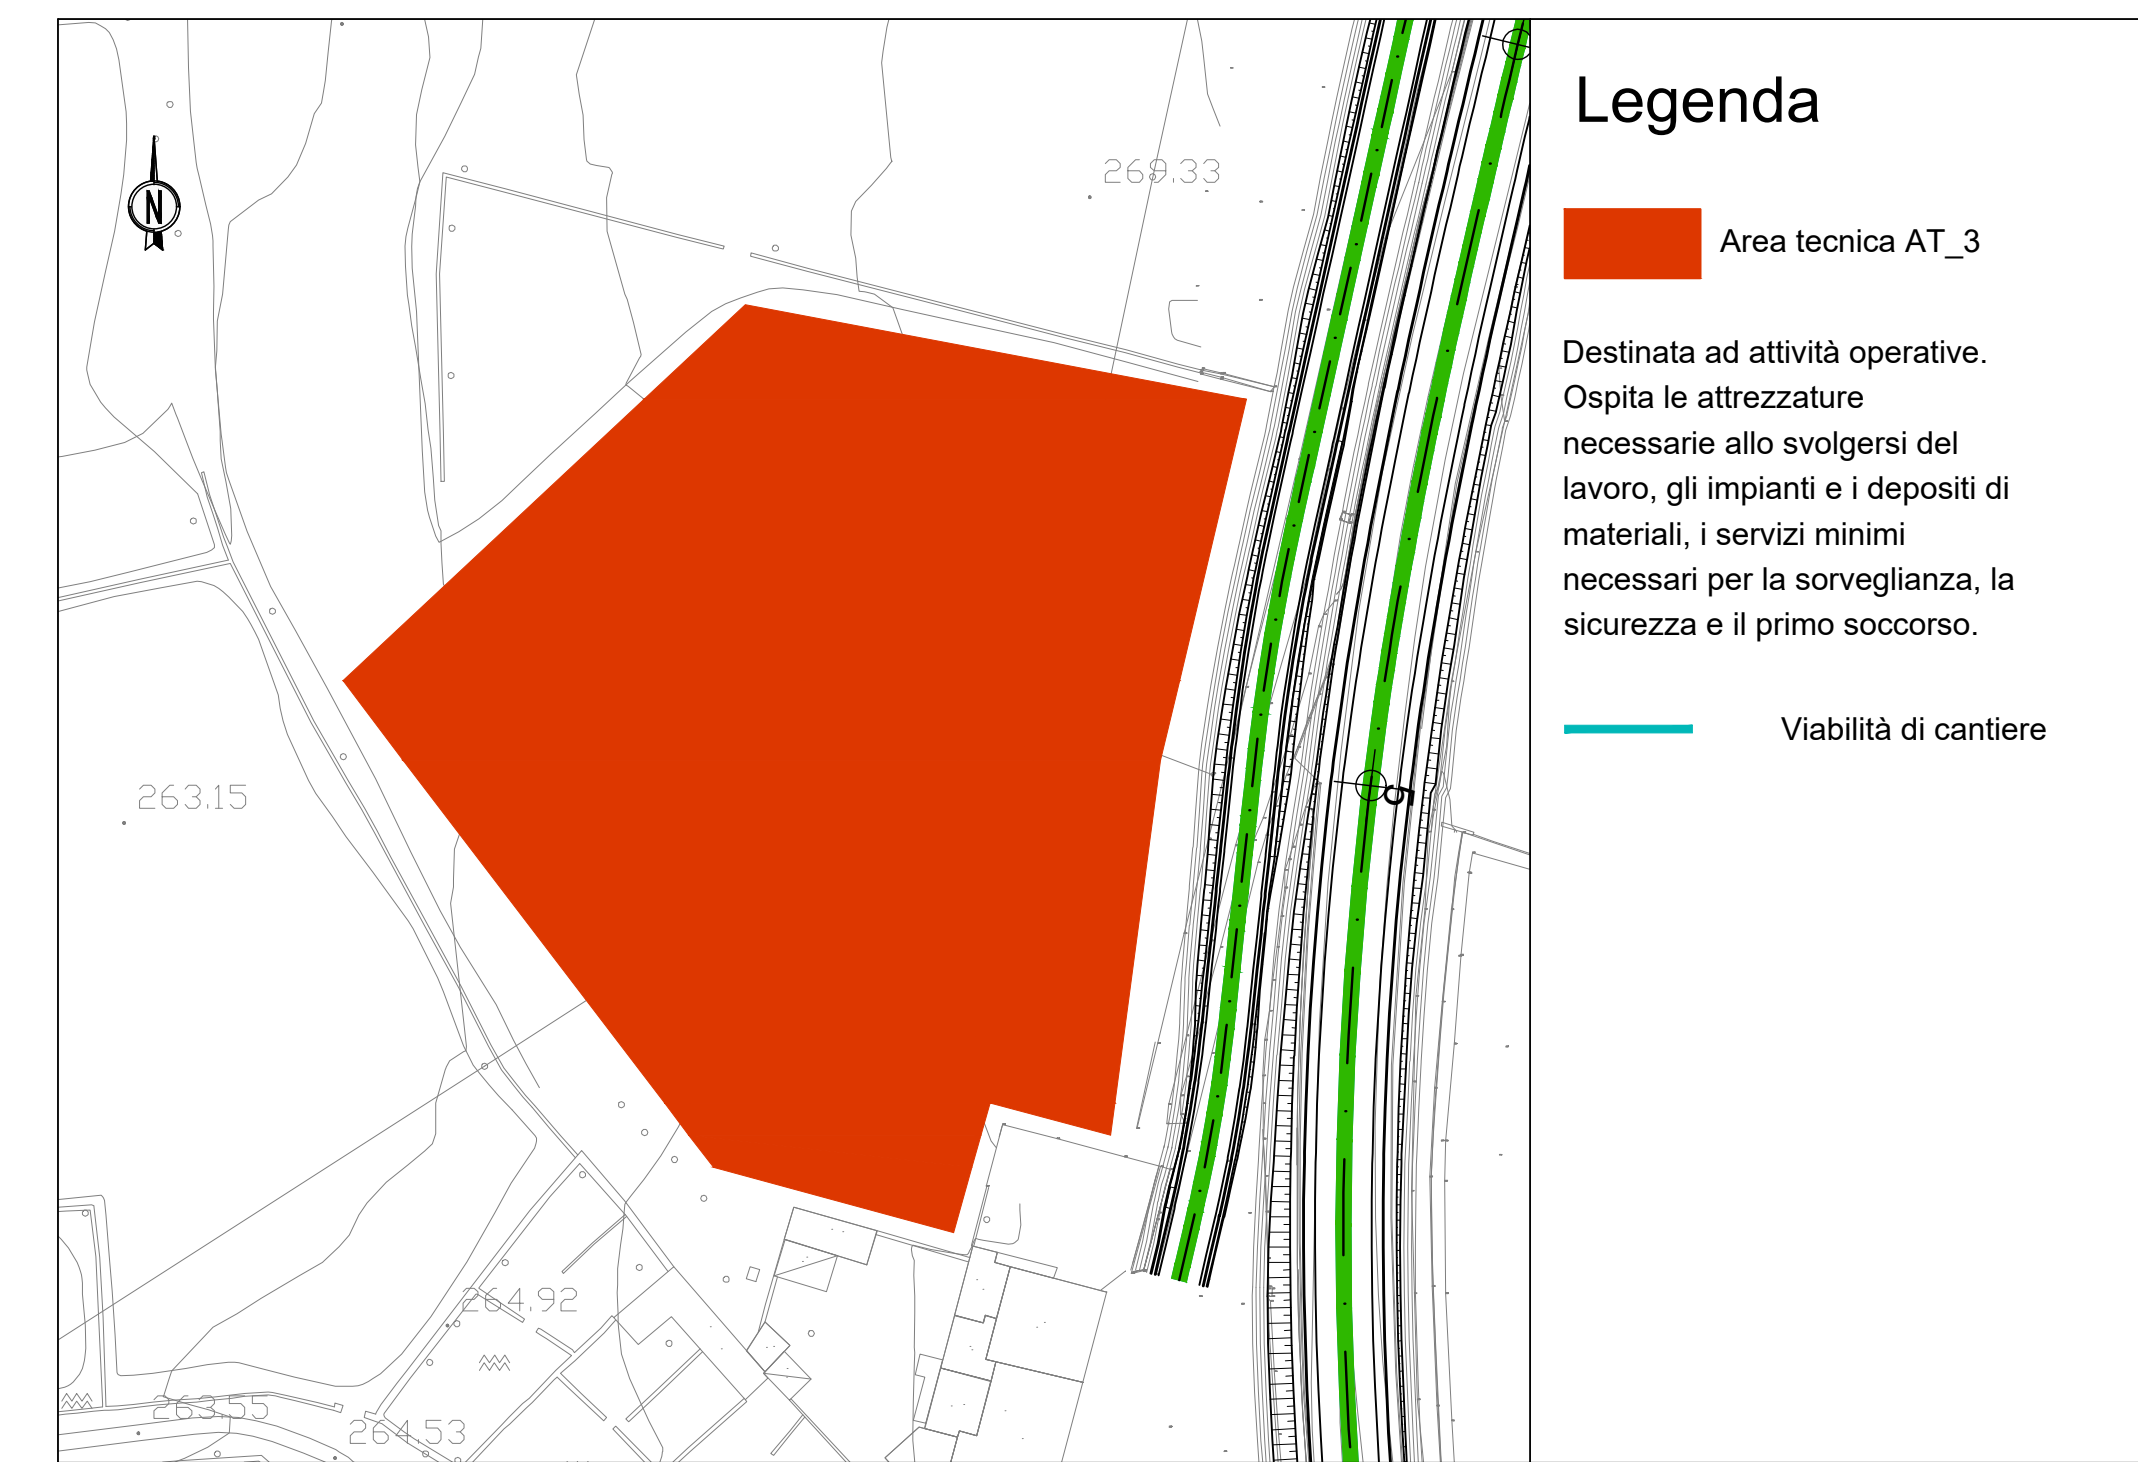 Legenda
Area tecnica AT_3
Destinata ad attività operative.
Ospita le attrezzature
necessarie allo svolgersi del
lavoro, gli impianti e i depositi di
materiali, i servizi minimi
necessari per la sorveglianza, la
sicurezza e il primo soccorso.
Viabilità di cantiere
N
269.33
263.15
5
264.92
263.55
264.53